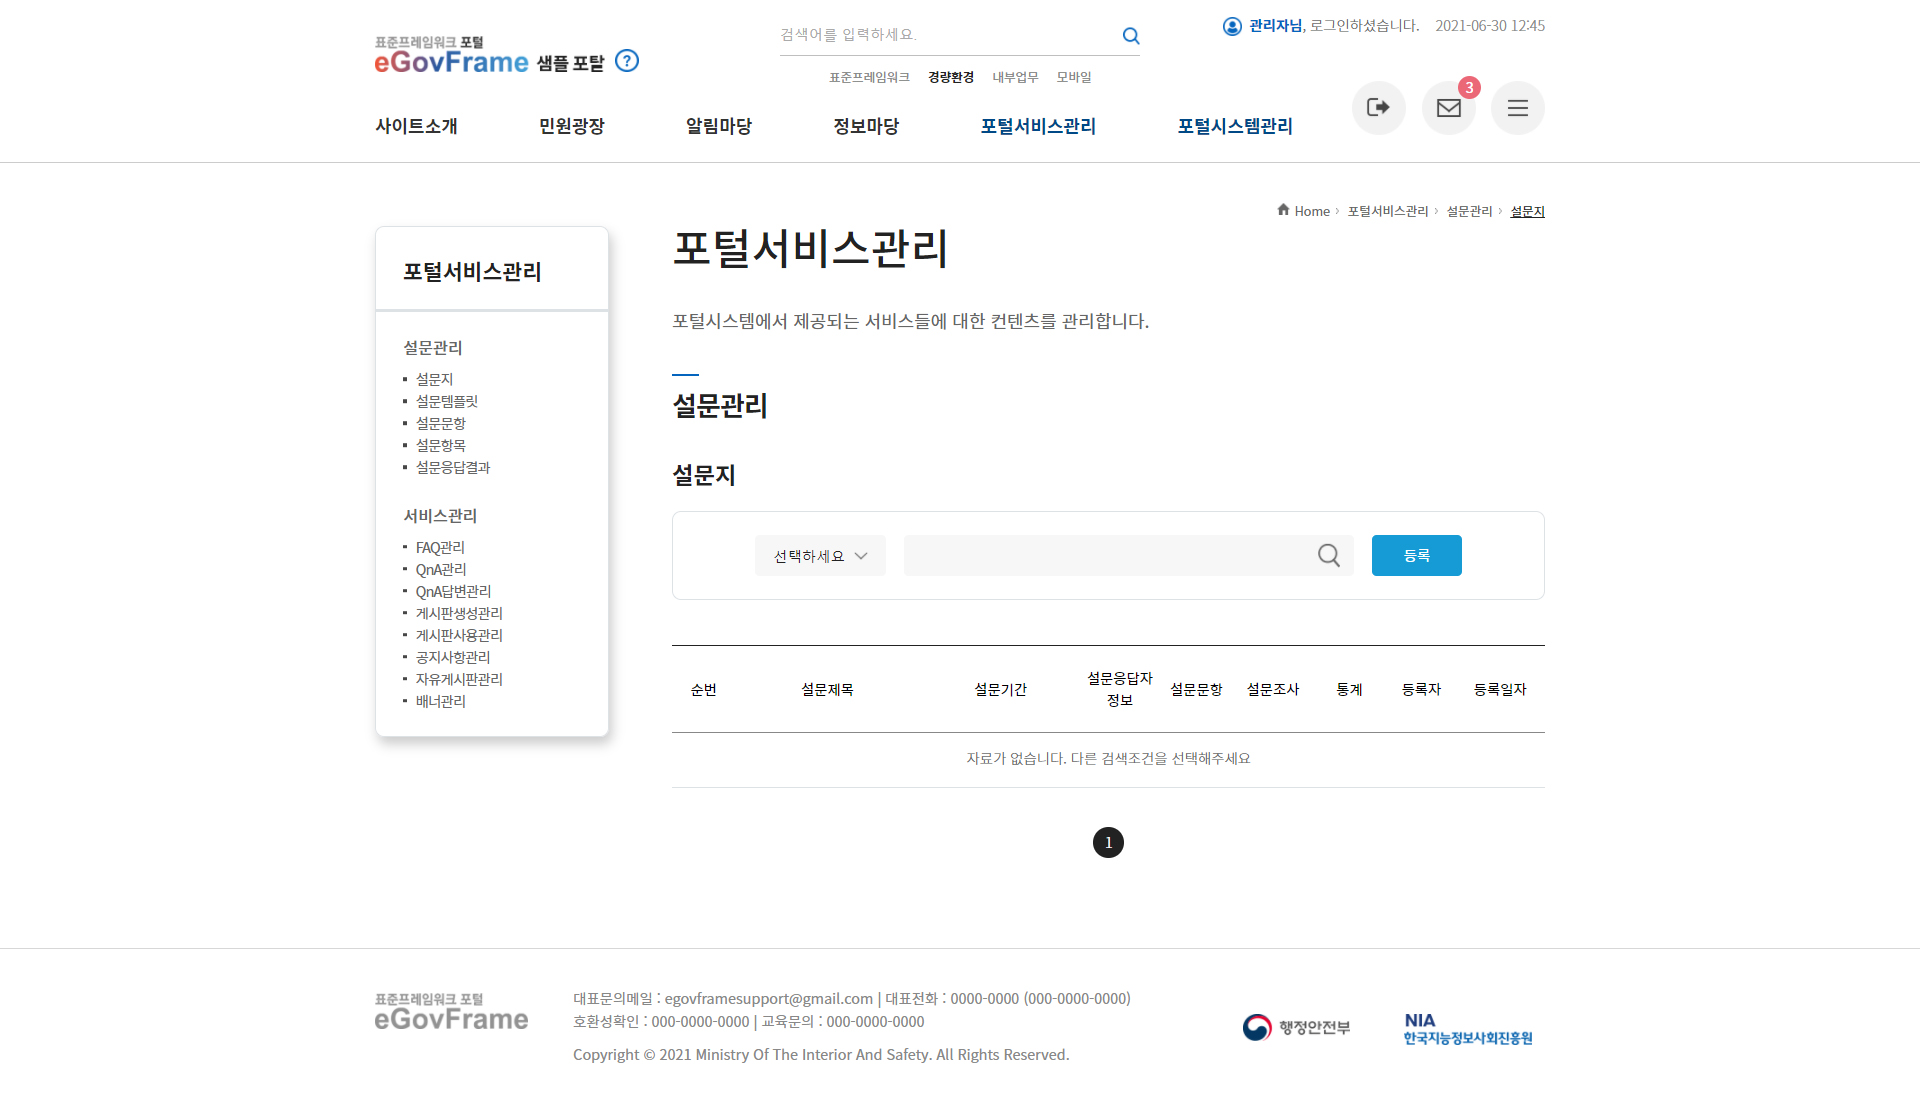 표준프레임워크 포털
eGovFrame 샘플 포탈 ?
검색어를 입력하세요.
표준프레임워크 경량환경 내부업무 모바일
관리자님, 로그인하셨습니다. 2021-06-30 12:45
3
사이트소개 민원광장 알림마당 정보마당 포털서비스관리 포털시스템관리
Home › 포털서비스관리 › 설문관리 › 설문지
포털서비스관리
설문관리
설문지
설문템플릿
설문문항
설문항목
설문응답결과
서비스관리
FAQ관리
QnA관리
QnA답변관리
게시판생성관리
게시판사용관리
공지사항관리
자유게시판관리
배너관리
포털서비스관리
포털시스템에서 제공되는 서비스들에 대한 컨텐츠를 관리합니다.
설문관리
설문지
선택하세요 등록
순번 설문제목 설문기간 설문응답자 정보 설문문항 설문조사 통계 등록자 등록일자
자료가 없습니다. 다른 검색조건을 선택해주세요
1
표준프레임워크 포털
eGovFrame
대표문의메일 : egovframesupport@gmail.com | 대표전화 : 0000-0000 (000-0000-0000)
호환성확인 : 000-0000-0000 | 교육문의 : 000-0000-0000
Copyright © 2021 Ministry Of The Interior And Safety. All Rights Reserved.
행정안전부
NIA
한국지능정보사회진흥원